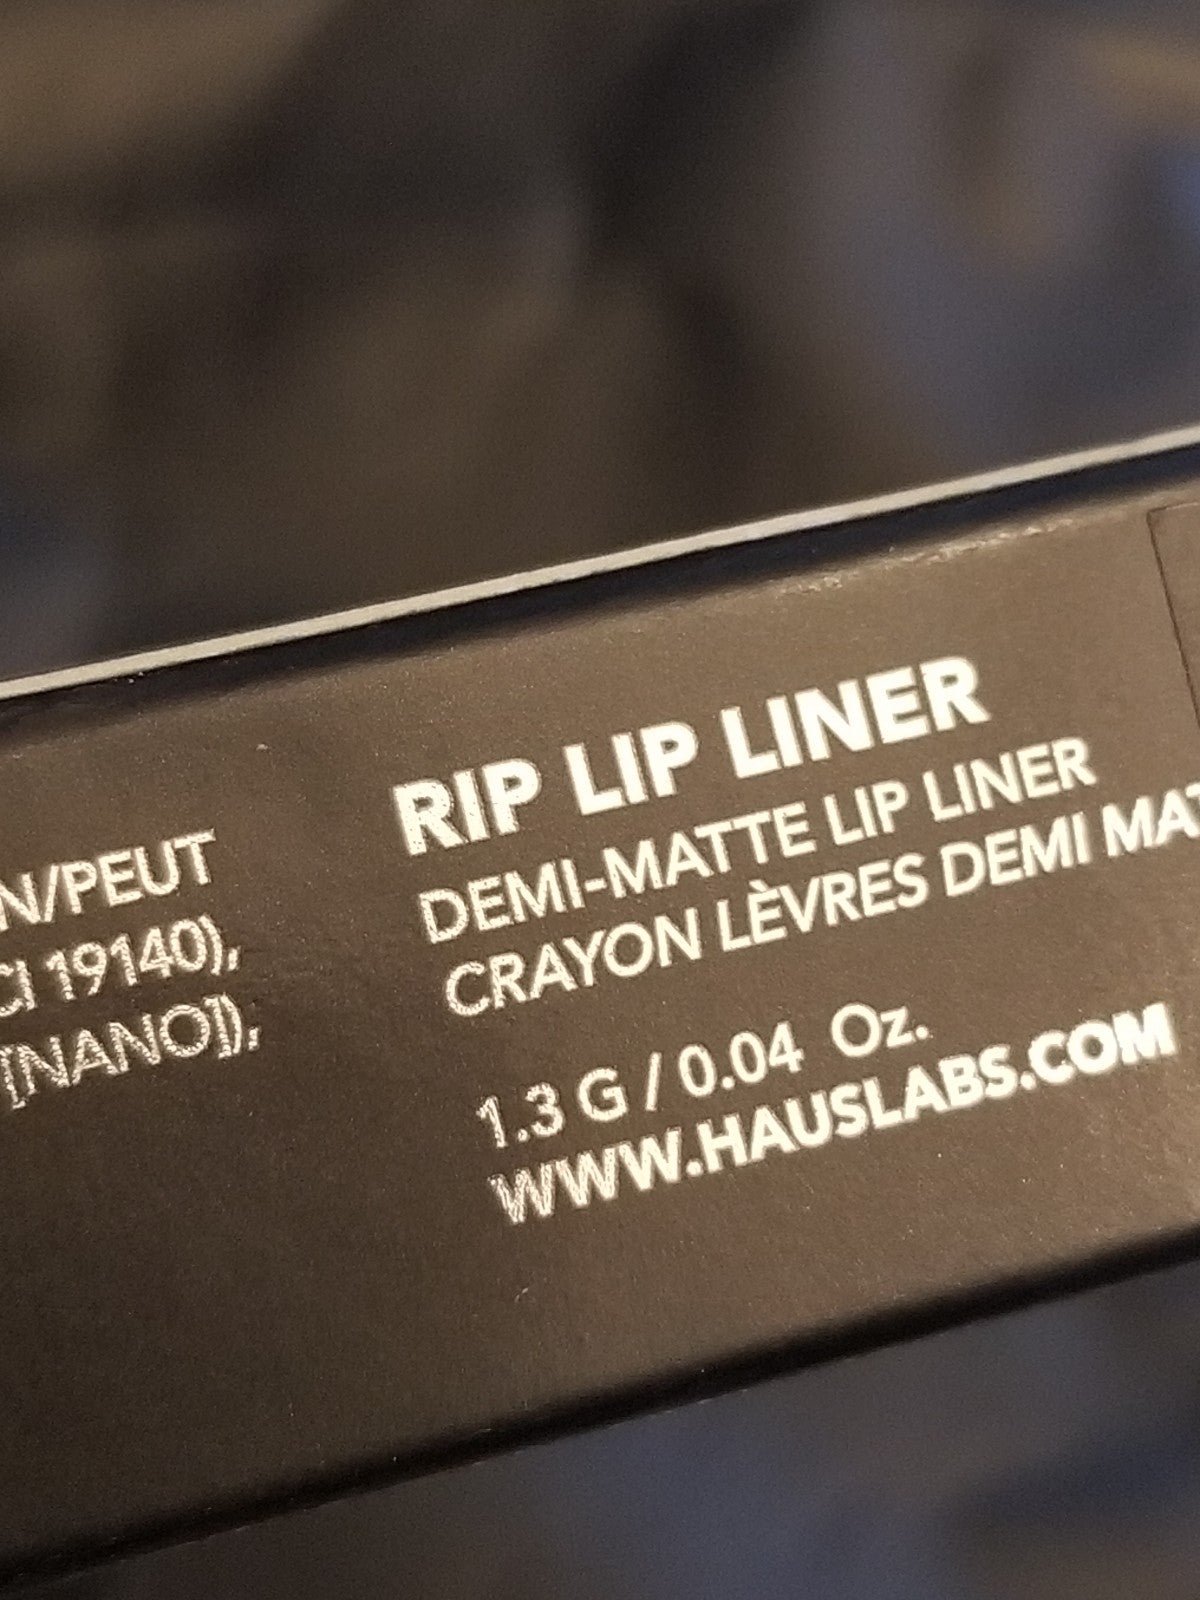 N/PEUT
CI 19140),
[NANO]),
RIP LIP LINER
DEMI-MATTE LIP LINER
CRAYON LÈVRES DEMI MAT
1.3 G / 0.04 Oz.
WWW.HAUSLABS.COM